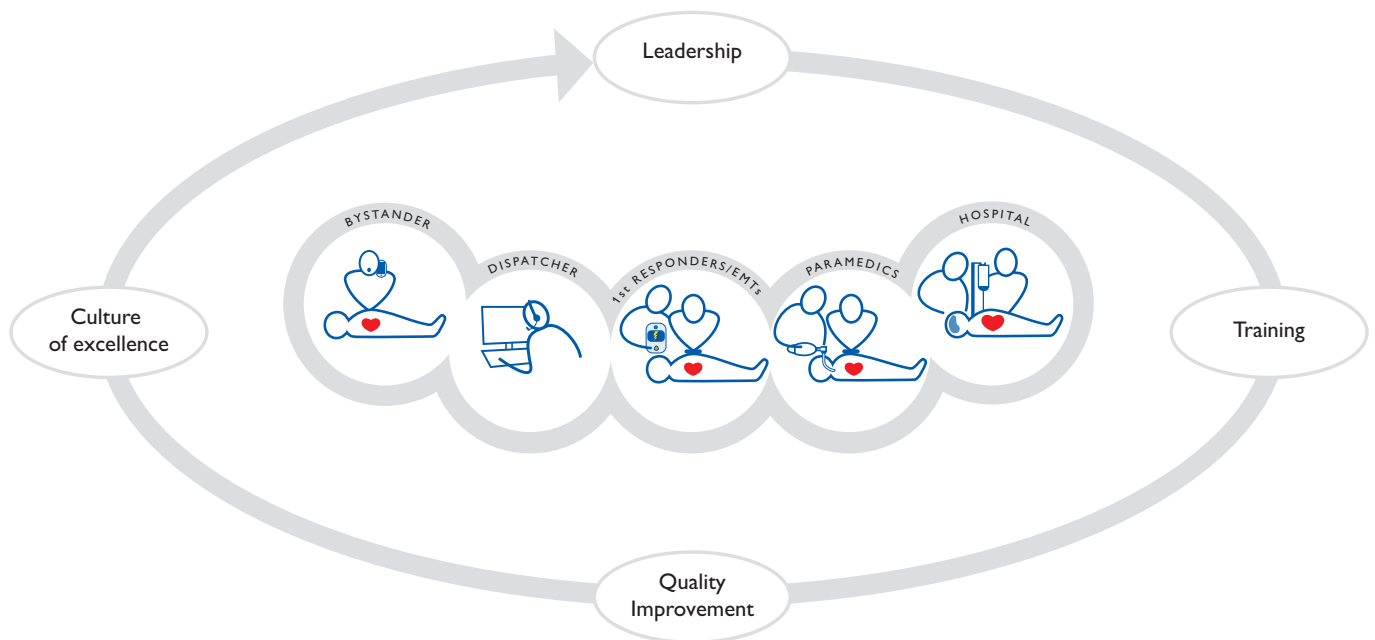 Leadership
BYSTANDER
DISPATCHER
1st RESPONDERS/EMTs
PARAMEDICS
HOSPITAL
Culture
of excellence
Training
Quality
Improvement